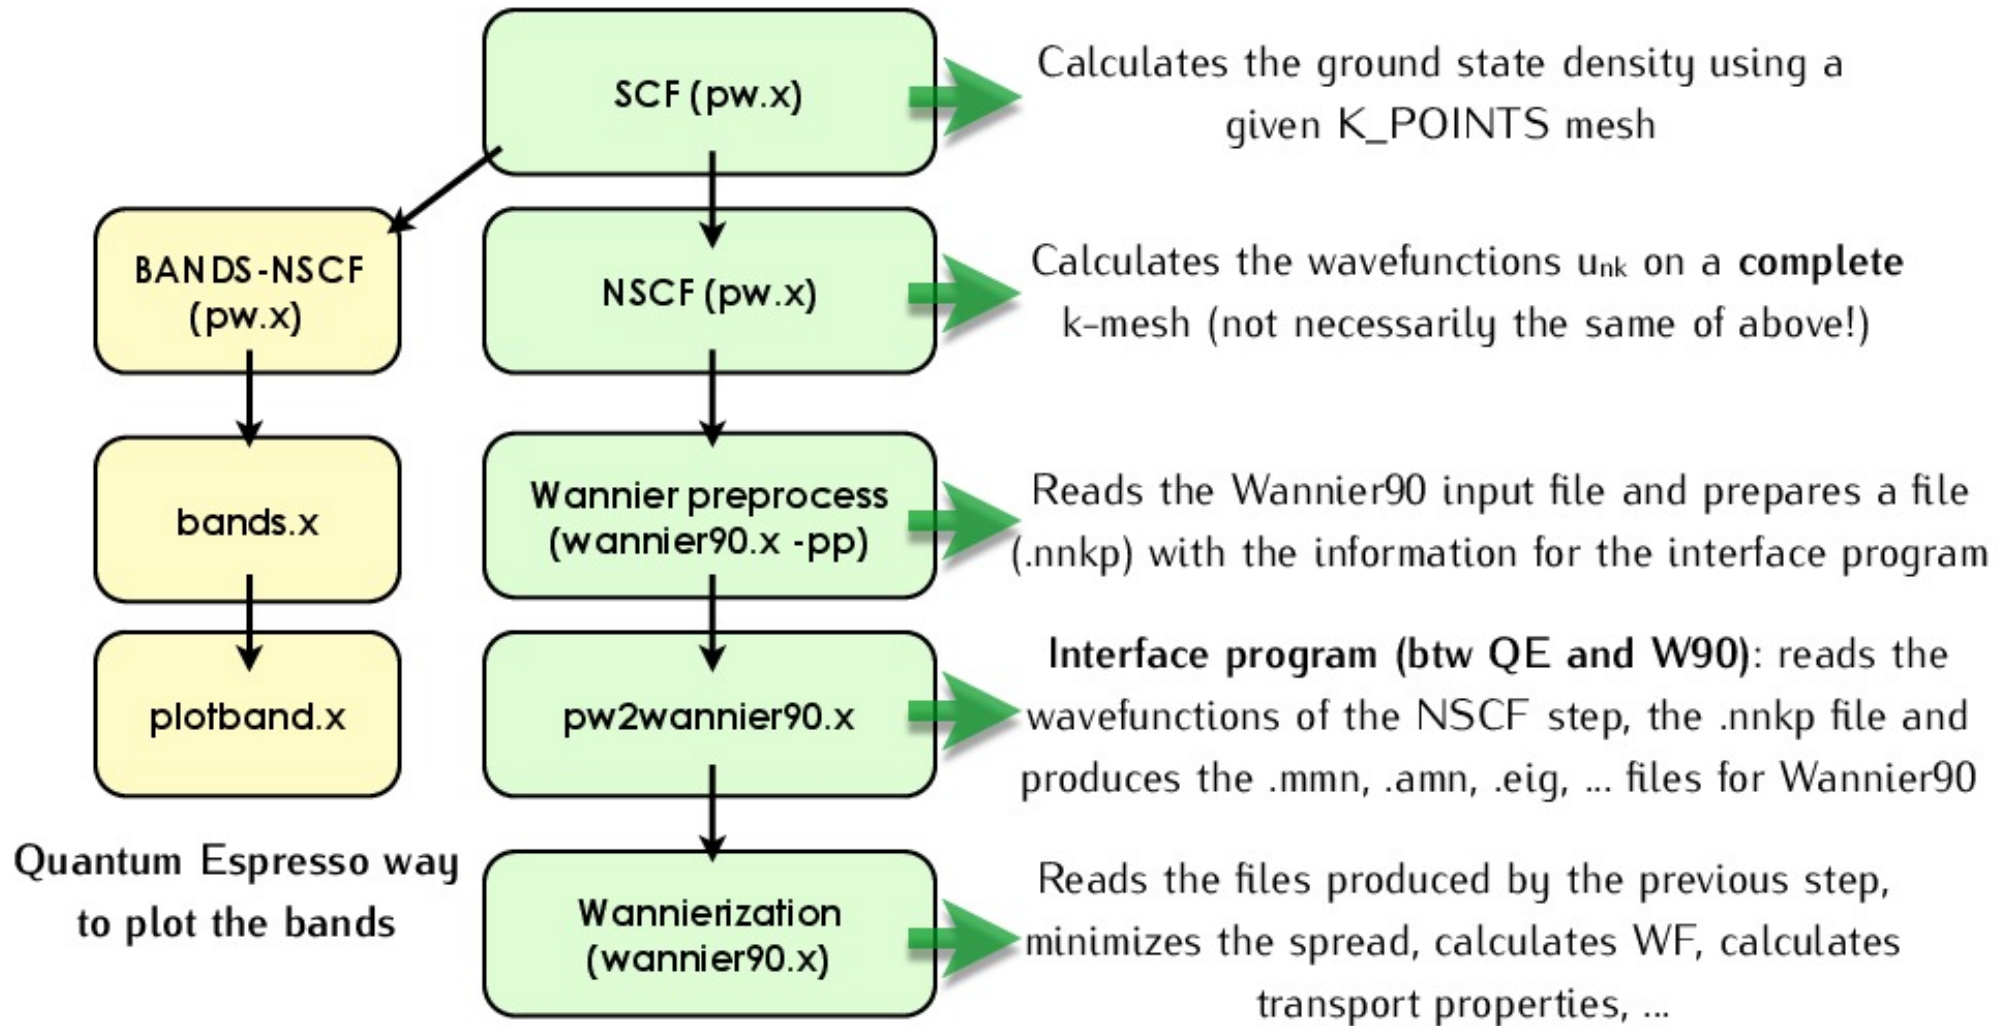 SCF (pw.x)
Calculates the ground state density using a
given K_POINTS mesh
BANDS-NSCF
(pw.x)
NSCF (pw.x)
Calculates the wavefunctions unk on a complete
k-mesh (not necessarily the same of above!)
bands.x
Wannier preprocess
(wannier90.x -pp)
Reads the Wannier90 input file and prepares a file
(.nnkp) with the information for the interface program
plotband.x
pw2wannier90.x
Interface program (btw QE and W90): reads the
wavefunctions of the NSCF step, the .nnkp file and
produces the .mmn, .amn, .eig, ... files for Wannier90
Quantum Espresso way
to plot the bands
Wannierization
(wannier90.x)
Reads the files produced by the previous step,
minimizes the spread, calculates WF, calculates
transport properties, ...